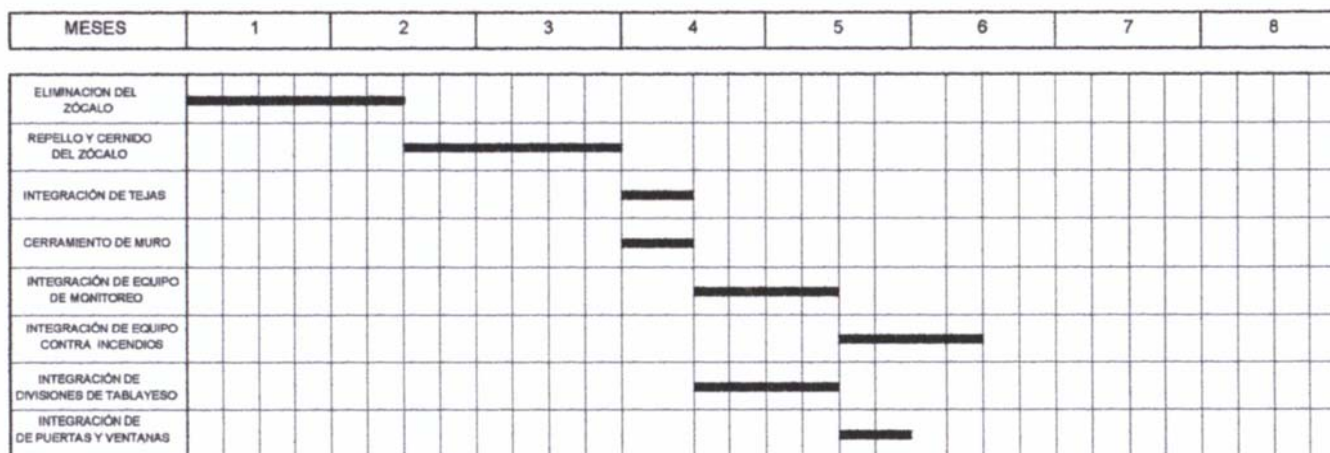 MESES 1 2 3 4 5 6 7 8
ELIMINACION DEL
ZÓCALO
REPELLO Y CERNIDO
DEL ZÓCALO
INTEGRACIÓN DE TEJAS
CERRAMIENTO DE MURO
INTEGRACIÓN DE EQUIPO
DE MONITOREO
INTEGRACIÓN DE EQUIPO
CONTRA INCENDIOS
INTEGRACIÓN DE
DIVISIONES DE TABLAYESO
INTEGRACIÓN DE
DE PUERTAS Y VENTANAS